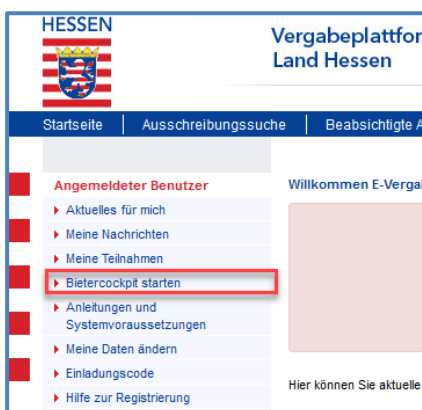 HESSEN
Vergabeplattfor
Land Hessen
Startseite Ausschreibungssuche Beabsichtigte A
Angemeldeter Benutzer
Aktuelles für mich
Meine Nachrichten
Meine Teilnahmen
Bietercockpit starten
Anleitungen und
Systemvoraussetzungen
Meine Daten ändern
Einladungscode
Hilfe zur Registrierung
Willkommen E-Vergal
Hier können Sie aktuelle